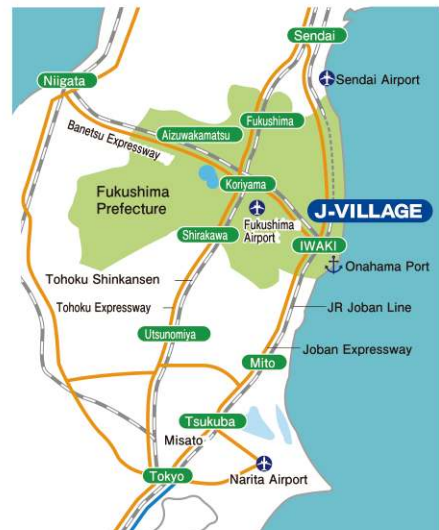 Sendai
Sendai Airport
Niigata
Banetsu Expressway
Aizuwakamatsu
Fukushima
Fukushima
Prefecture
Koriyama
J-VILLAGE
Fukushima
Airport
Shirakawa
IWAKI
Onahama Port
Tohoku Shinkansen
Tohoku Expressway
JR Joban Line
Utsunomiya
Joban Expressway
Mito
Tsukuba
Misato
Tokyo
Narita Airport